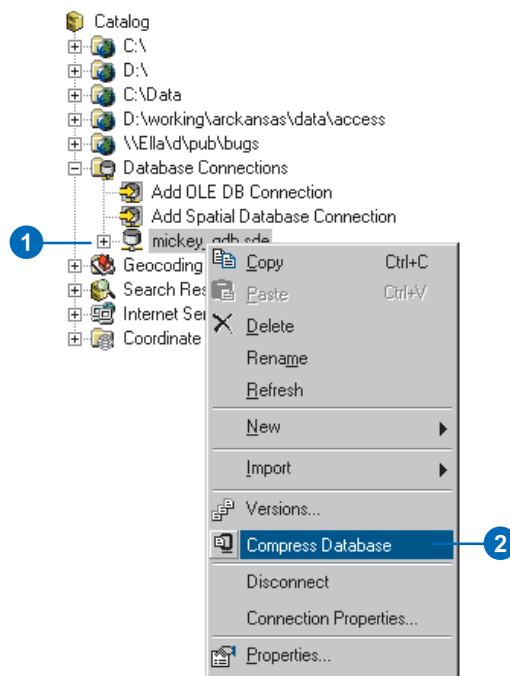 Catalog
C:\
D:\
C:\Data
D:\working\arckansas\data\access
\\Ella\d\pub\bugs
Database Connections
Add OLE DB Connection
Add Spatial Database Connection
1
mickey_gdb.sde
Geocoding
Search Res
Internet Ser
Coordinate
Copy Ctrl+C
Paste Ctrl+V
Delete
Rename
Refresh
New
Import
Versions...
Compress Database
2
Disconnect
Connection Properties...
Properties...